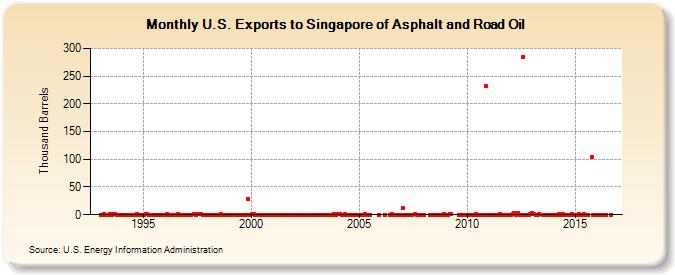 Monthly U.S. Exports to Singapore of Asphalt and Road Oil
Thousand Barrels
300
250
200
150
100
50
0
1995 2000 2005 2010 2015
Source: U.S. Energy Information Administration